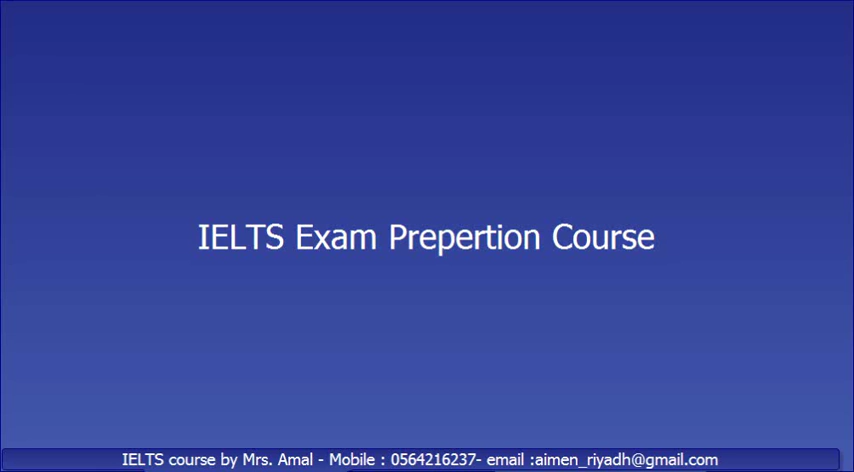 IELTS Exam Prepertion Course
IELTS course by Mrs. Amal - Mobile : 0564216237- email :aimen_riyadh@gmail.com